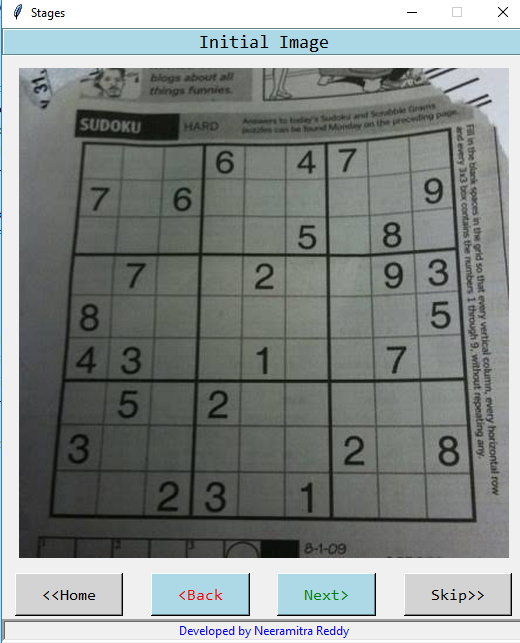 Stages
Initial Image
blogs about all
things funnies.
SUDOKU HARD
Answers to today's Sudoku and Scrabble Grams
puzzles can be found Monday on the preceding page.
Fill in the blank spaces in the grid so that every vertical column, every horizontal row
and every 3x3 box contains the numbers 1 through 9, without repeating any.
6 4 7
7 6 9
5 8
7 2 9 3
8 5
4 3 1 7
5 2
3 2 8
2 3 1
2 3
8-1-09
<<Home <Back Next> Skip>>
Developed by Neeramitra Reddy